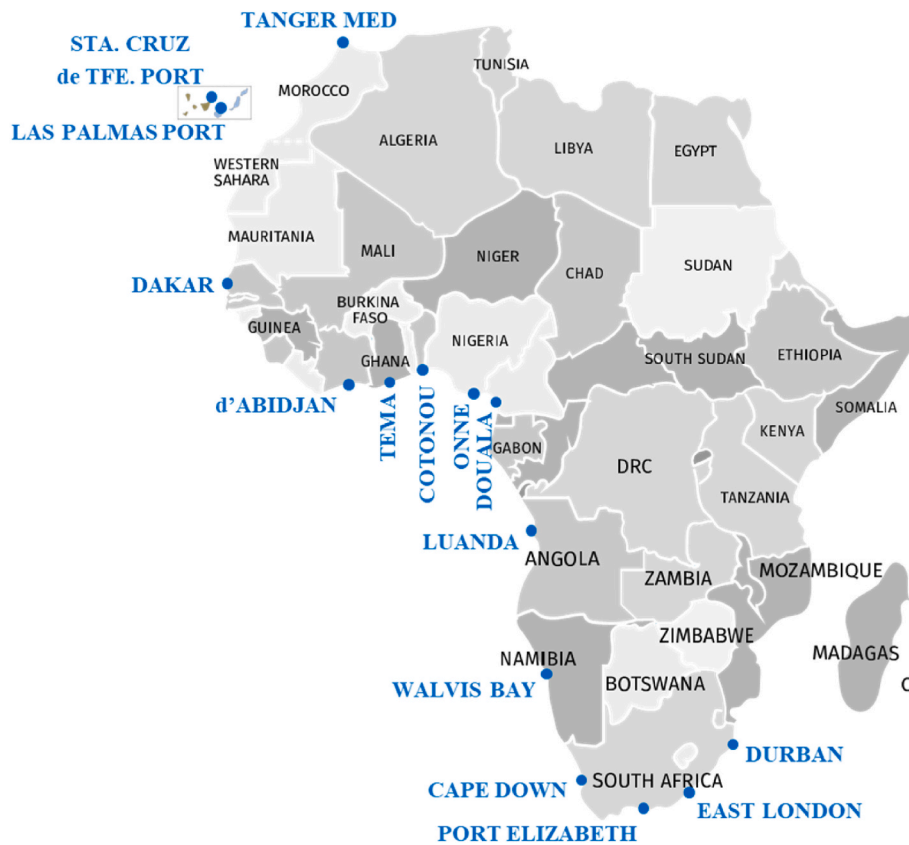 TANGER MED
STA. CRUZ
de TFE. PORT
LAS PALMAS PORT
TUNISIA
MOROCCO
ALGERIA
LIBYA
EGYPT
WESTERN
SAHARA
MAURITANIA
MALI
NIGER
CHAD
SUDAN
DAKAR
BURKINA
FASO
GUINEA
GHANA
NIGERIA
SOUTH SUDAN
ETHIOPIA
SOMALIA
d'ABIDJAN
TEMA
COTONOU
ONNE
DOUALA
GABON
DRC
KENYA
TANZANIA
LUANDA
ANGOLA
ZAMBIA
MOZAMBIQUE
ZIMBABWE
MADAGAS
NAMIBIA
WALVIS BAY
BOTSWANA
DURBAN
CAPE DOWN
SOUTH AFRICA
EAST LONDON
PORT ELIZABETH